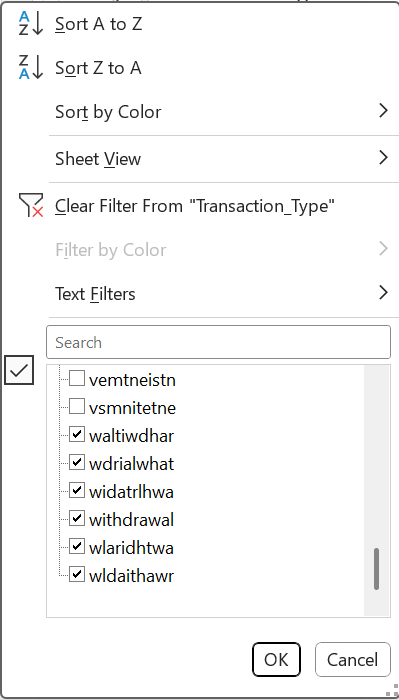 Sort A to Z
Sort Z to A
Sort by Color
Sheet View
Clear Filter From "Transaction_Type"
Filter by Color
Text Filters
Search
vemtneistn
vsmnitetne
waltiwdhar
wdrialwhat
widatrlhwa
withdrawal
wlaridhtwa
wldaithawr
OK
Cancel